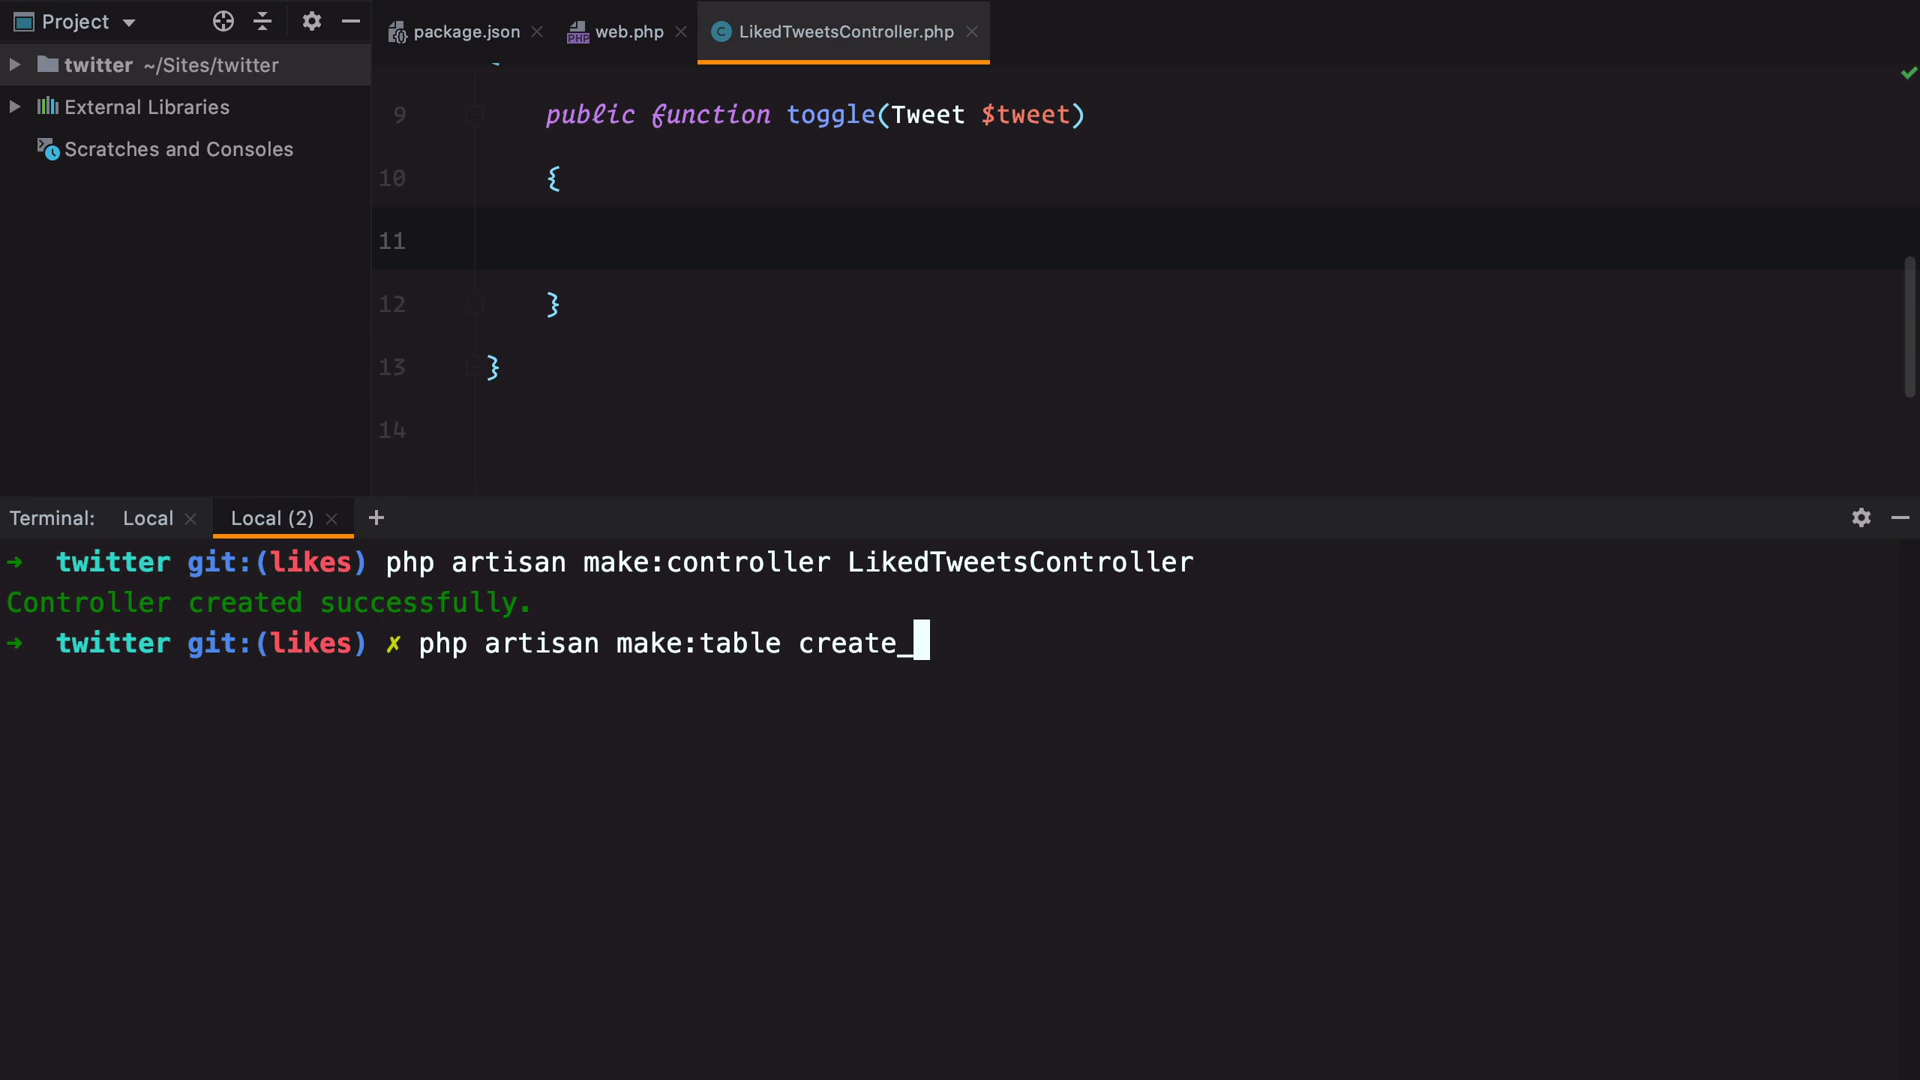 Project
twitter ~/Sites/twitter
External Libraries
Scratches and Consoles
package.json
web.php
LikedTweetsController.php
9 public function toggle(Tweet $tweet)
10 {
11
12 }
13 }
14
Terminal: Local Local (2) +
→ twitter git:(likes) php artisan make:controller LikedTweetsController
Controller created successfully.
→ twitter git:(likes) ✗ php artisan make:table create_